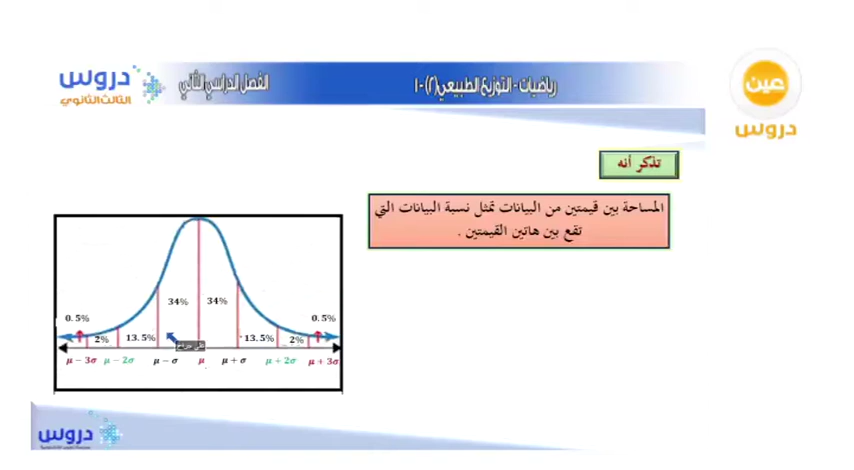 دروس
الثالث الثانوي
الفصل الدراسي الثاني
رياضيات - التوزيع الطبيعي (٢) - ١
عين
دروس
تذكر أنه
المساحة بين قيمتين من البيانات تمثل نسبة البيانات التي
تقع بين هاتين القيمتين .
34% 34%
0.5% 0.5%
2% 13.5% 13.5% 2%
μ − 3σ μ − 2σ μ − σ μ μ + σ μ + 2σ μ + 3σ
دروس